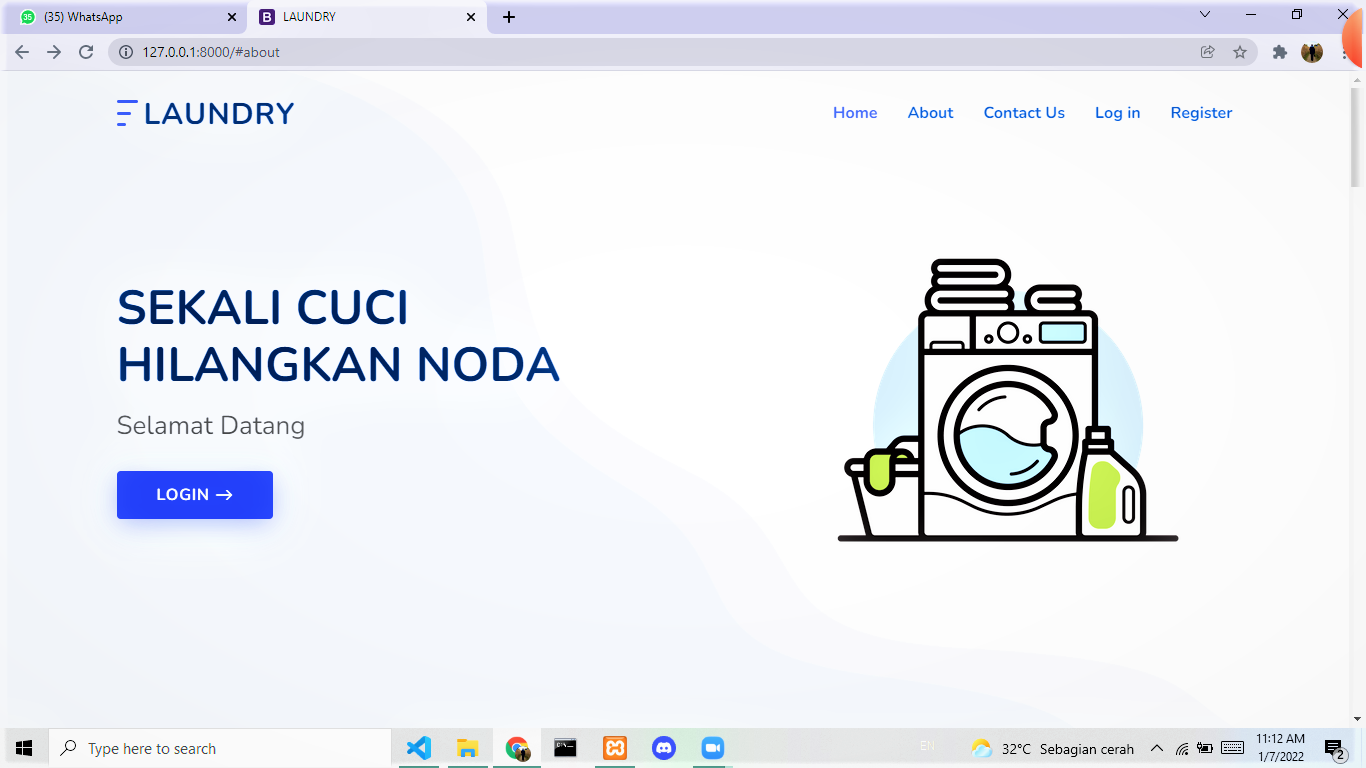 (35) WhatsApp
LAUNDRY
127.0.0.1:8000/#about
LAUNDRY
Home About Contact Us Log in Register
SEKALI CUCI
HILANGKAN NODA
Selamat Datang
LOGIN →
Type here to search
EN
32°C Sebagian cerah
11:12 AM
1/7/2022
2